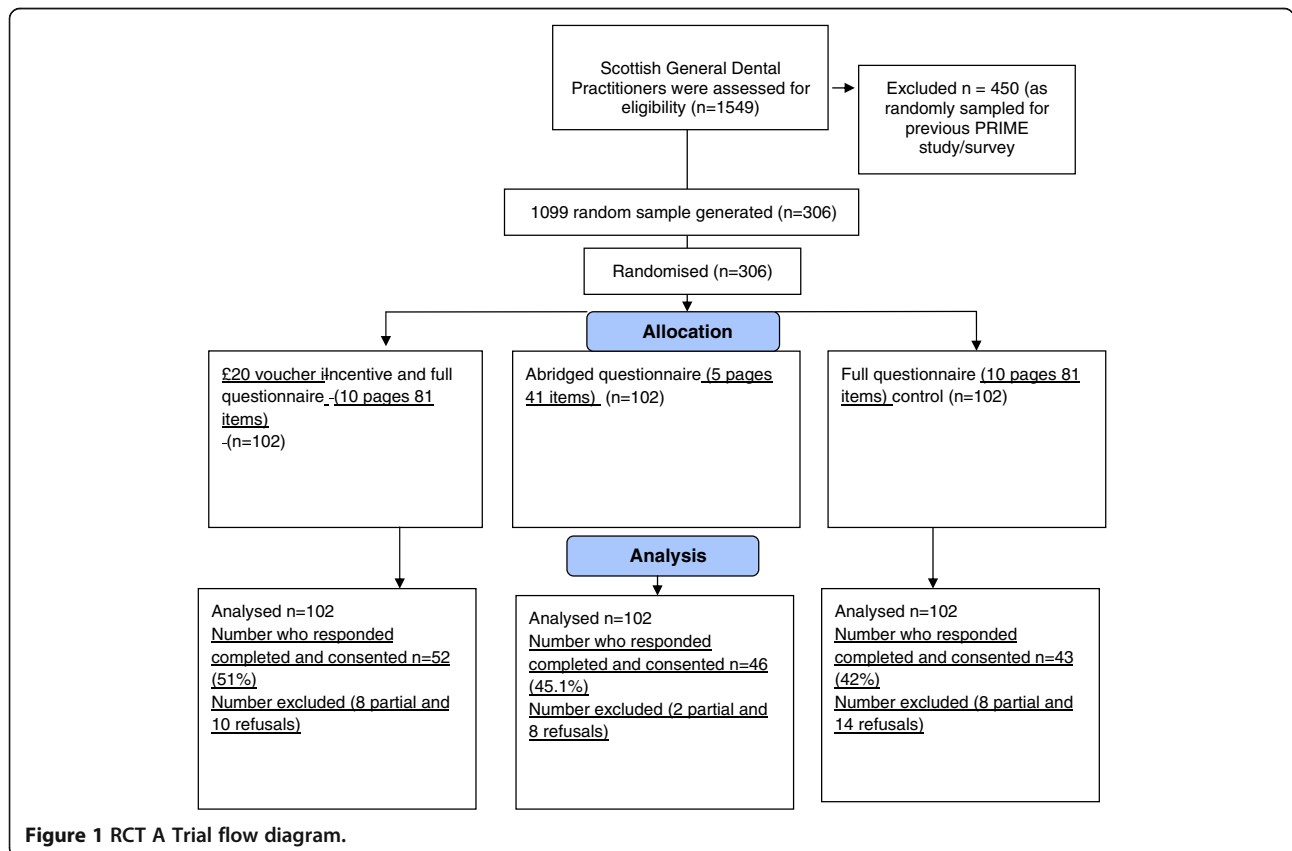 Scottish General Dental
Practitioners were assessed for
eligibility (n=1549)
Excluded n = 450 (as
randomly sampled for
previous PRIME
study/survey
1099 random sample generated (n=306)
Randomised (n=306)
Allocation
£20 voucher iIncentive and full
questionnaire -(10 pages 81
items)
-(n=102)
Abridged questionnaire (5 pages
41 items) (n=102)
Full questionnaire (10 pages 81
items) control (n=102)
Analysis
Analysed n=102
Number who responded
completed and consented n=52
(51%)
Number excluded (8 partial and
10 refusals)
Analysed n=102
Number who responded
completed and consented n=46
(45.1%)
Number excluded (2 partial and
8 refusals)
Analysed n=102
Number who responded
completed and consented n=43
(42%)
Number excluded (8 partial and
14 refusals)
Figure 1 RCT A Trial flow diagram.